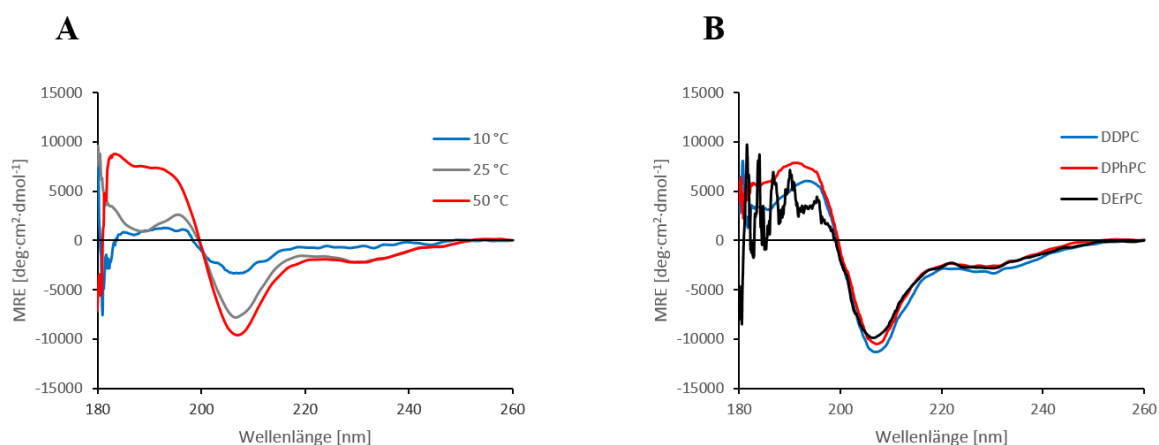 A
15000
10000
5000
0
-5000
-10000
-15000
MRE [deg·cm²·dmol⁻¹]
180
200
220
240
260
Wellenlänge [nm]
10 °C
25 °C
50 °C
B
15000
10000
5000
0
-5000
-10000
-15000
MRE [deg·cm²·dmol⁻¹]
180
200
220
240
260
Wellenlänge [nm]
DDPC
DPhPC
DErPC